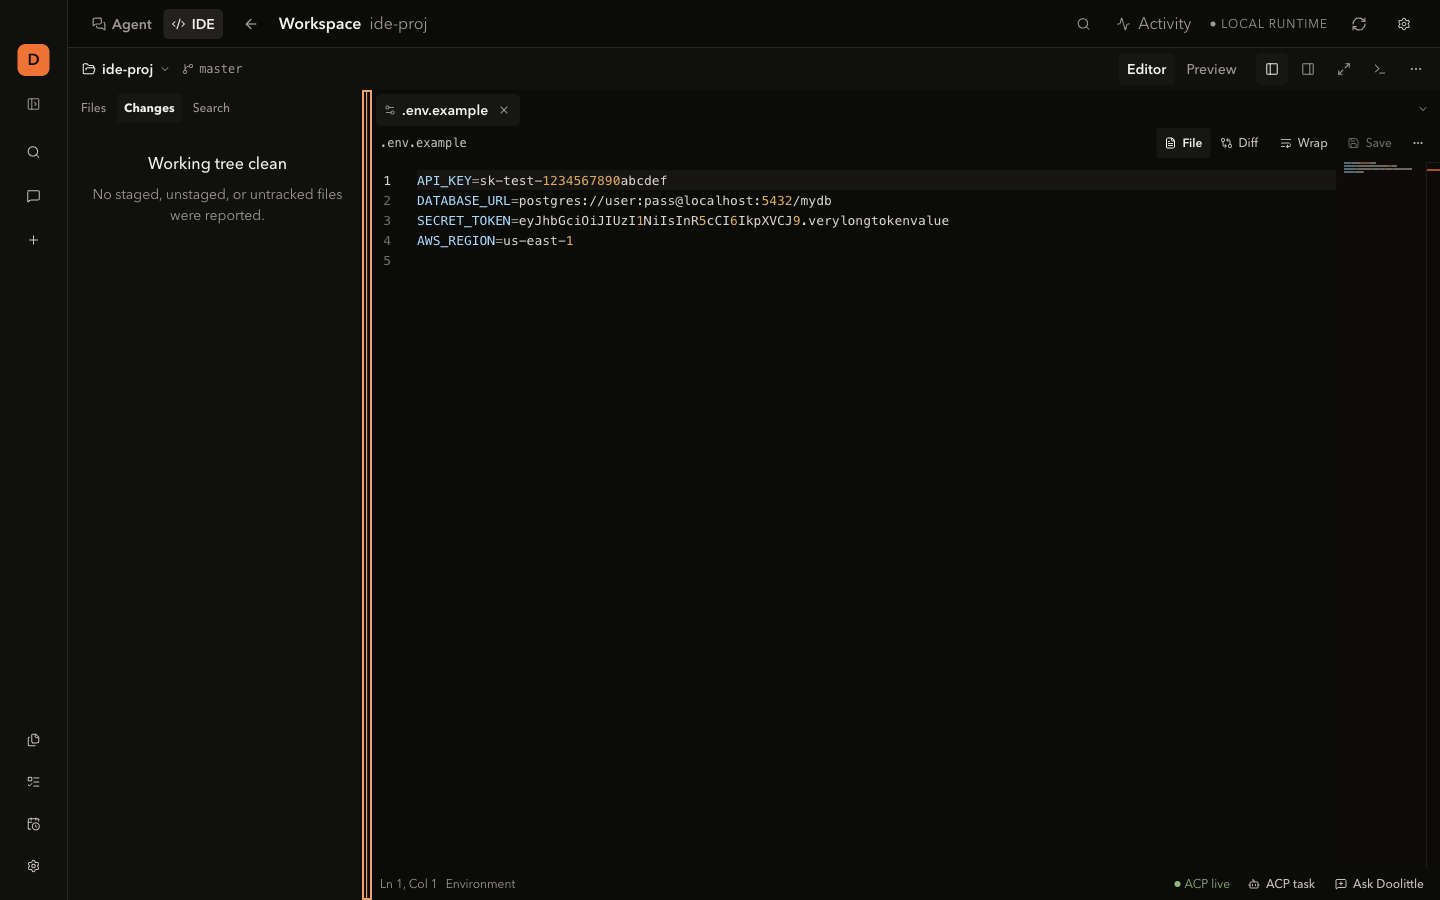 Agent
IDE
Workspace ide-proj
Activity
LOCAL RUNTIME
D
ide-proj
master
Editor
Preview
Files
Changes
Search
Working tree clean
No staged, unstaged, or untracked files
were reported.
.env.example
.env.example
File
Diff
Wrap
Save
1 API_KEY=sk-test-1234567890abcdef
2 DATABASE_URL=postgres://user:pass@localhost:5432/mydb
3 SECRET_TOKEN=eyJhbGciOiJIUzI1NiIsInR5cCI6IkpXVCJ9.verylongtokenvalue
4 AWS_REGION=us-east-1
5
Ln 1, Col 1 Environment
ACP live
ACP task
Ask Doolittle